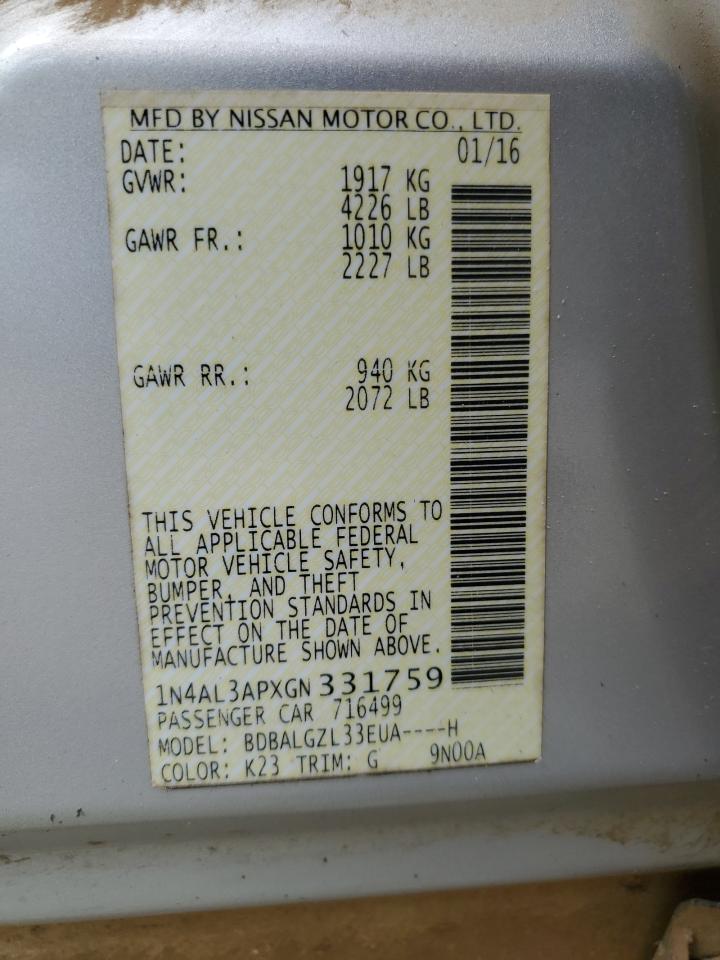 MFD BY NISSAN MOTOR CO., LTD.
DATE: 01/16
GVWR: 1917 KG
4226 LB
GAWR FR.: 1010 KG
2227 LB
GAWR RR.: 940 KG
2072 LB
THIS VEHICLE CONFORMS TO
ALL APPLICABLE FEDERAL
MOTOR VEHICLE SAFETY,
BUMPER, AND THEFT
PREVENTION STANDARDS IN
EFFECT ON THE DATE OF
MANUFACTURE SHOWN ABOVE.
1N4AL3APXGN331759
PASSENGER CAR 716499
MODEL: BDBALGZL33EUA----H
COLOR: K23 TRIM: G 9N00A